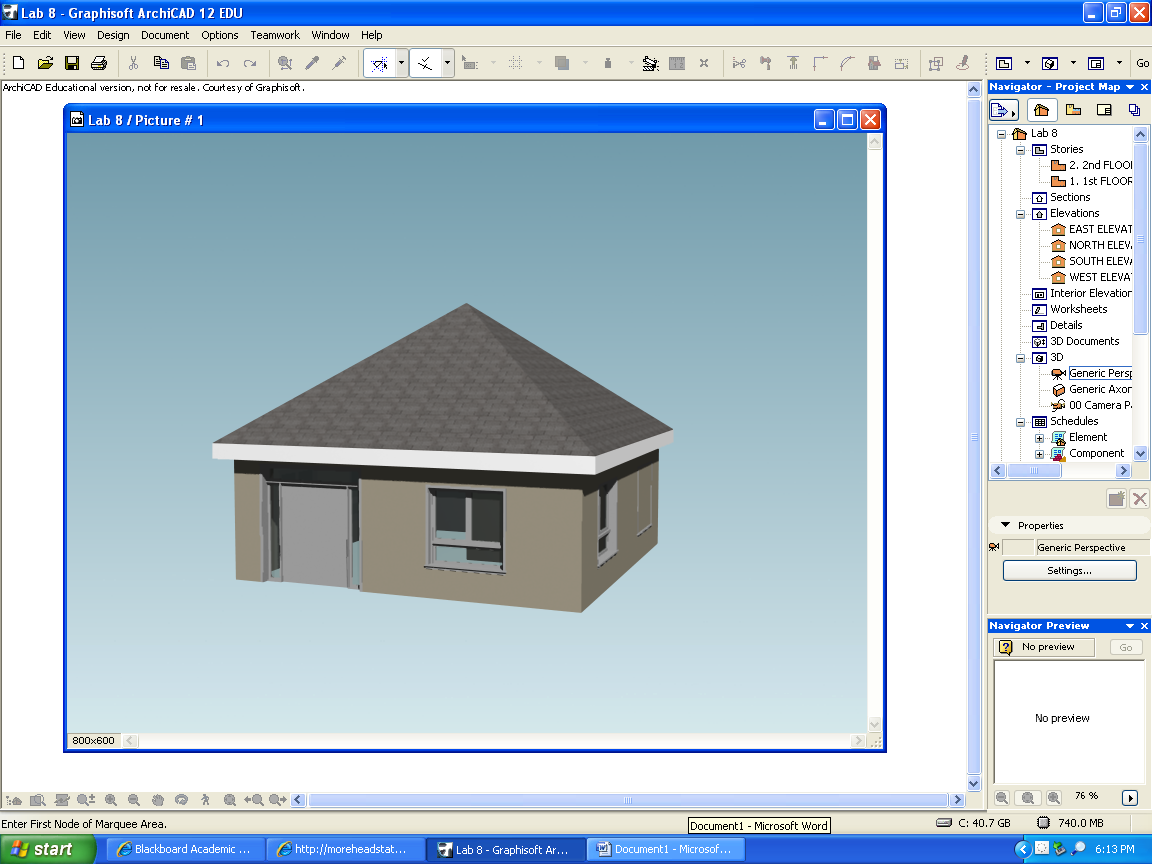 Lab 8 - Graphisoft ArchiCAD 12 EDU
File Edit View Design Document Options Teamwork Window Help
Go
ArchiCAD Educational version, not for resale. Courtesy of Graphisoft.
Navigator - Project Map
Lab 8 / Picture # 1
Lab 8
Stories
2. 2nd FLOO
1. 1st FLOOR
Sections
Elevations
EAST ELEVAT
NORTH ELEV
SOUTH ELEV
WEST ELEVA
Interior Elevation
Worksheets
Details
3D Documents
3D
Generic Persp
Generic Axon
00 Camera P
Schedules
Element
Component
Properties
Generic Perspective
Settings...
Navigator Preview
No preview
Go
No preview
800x600
76 %
Enter First Node of Marquee Area.
Document1 - Microsoft Word
C: 40.7 GB
740.0 MB
start
Blackboard Academic ...
http://moreheadstat...
Lab 8 - Graphisoft Ar...
Document1 - Microsof...
6:13 PM